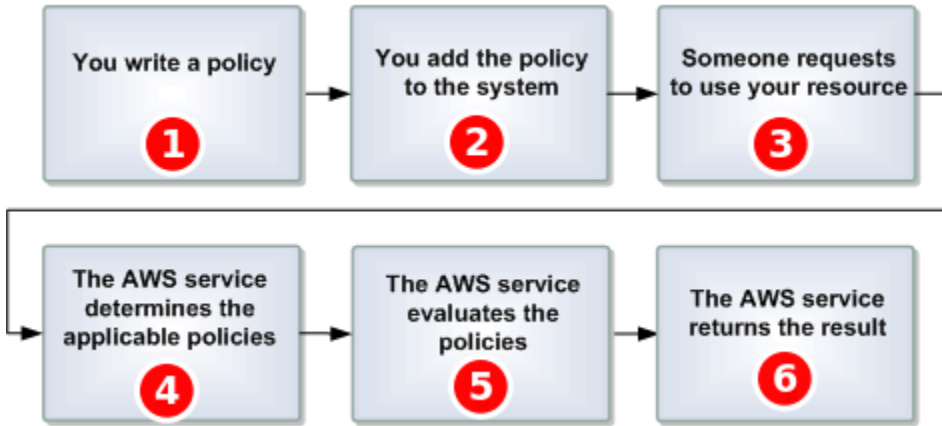 You write a policy
1
You add the policy
to the system
2
Someone requests
to use your resource
3
The AWS service
determines the
applicable policies
4
The AWS service
evaluates the
policies
5
The AWS service
returns the result
6